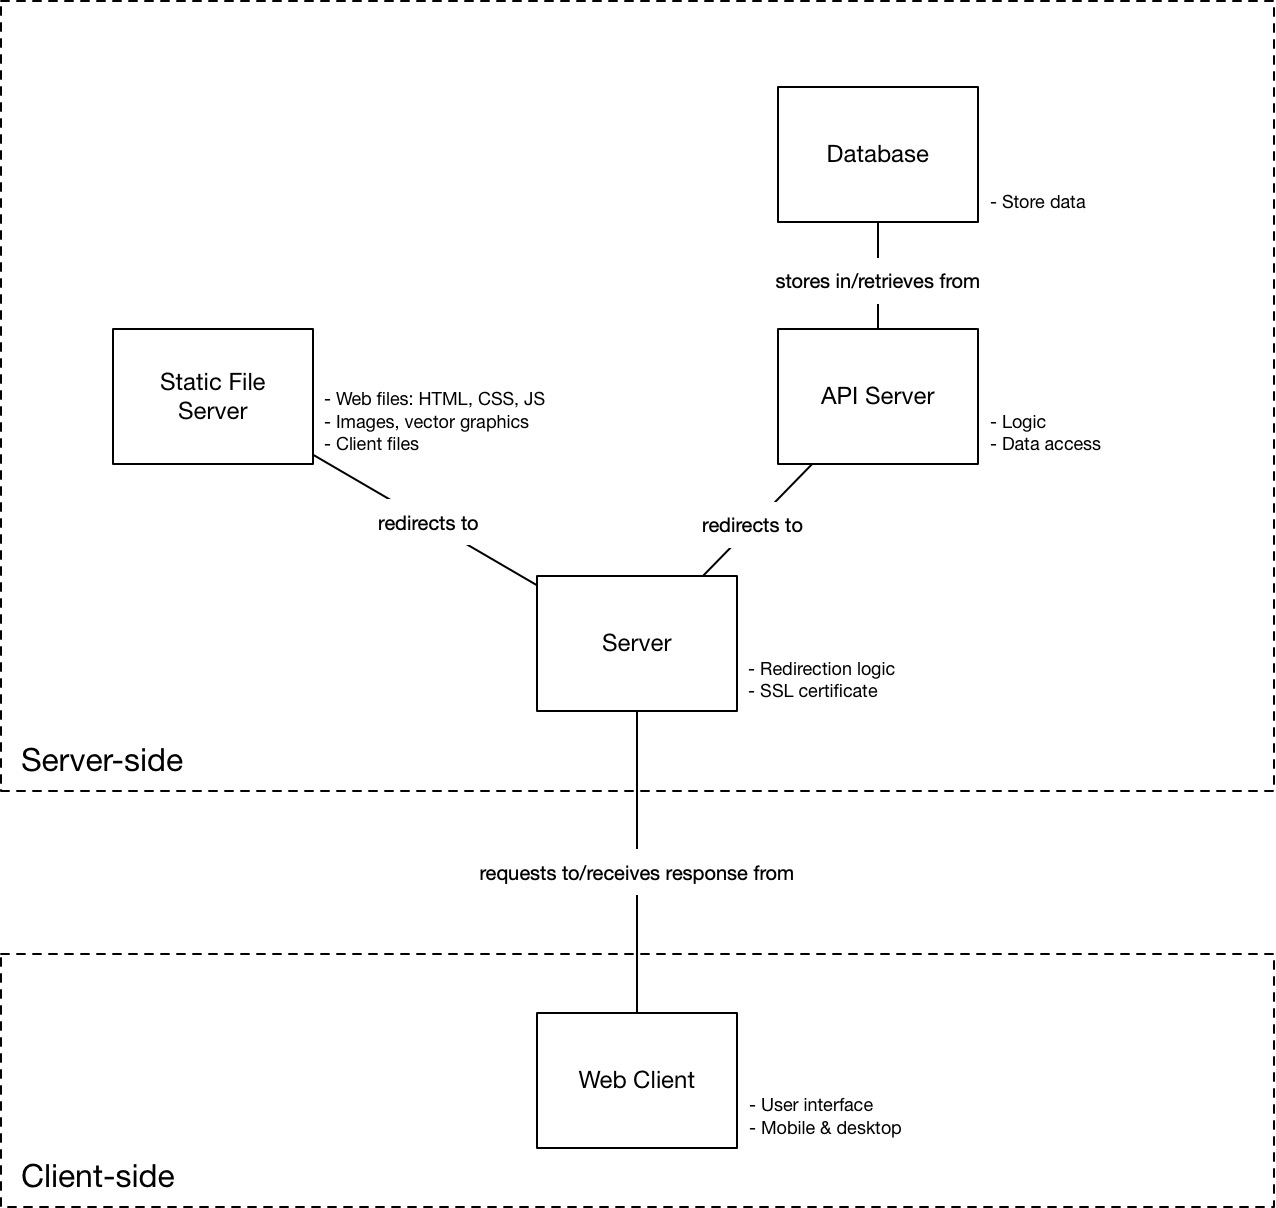 Database
- Store data
stores in/retrieves from
Static File
Server
- Web files: HTML, CSS, JS
- Images, vector graphics
- Client files
API Server
- Logic
- Data access
redirects to
redirects to
Server
- Redirection logic
- SSL certificate
Server-side
requests to/receives response from
Web Client
- User interface
- Mobile & desktop
Client-side